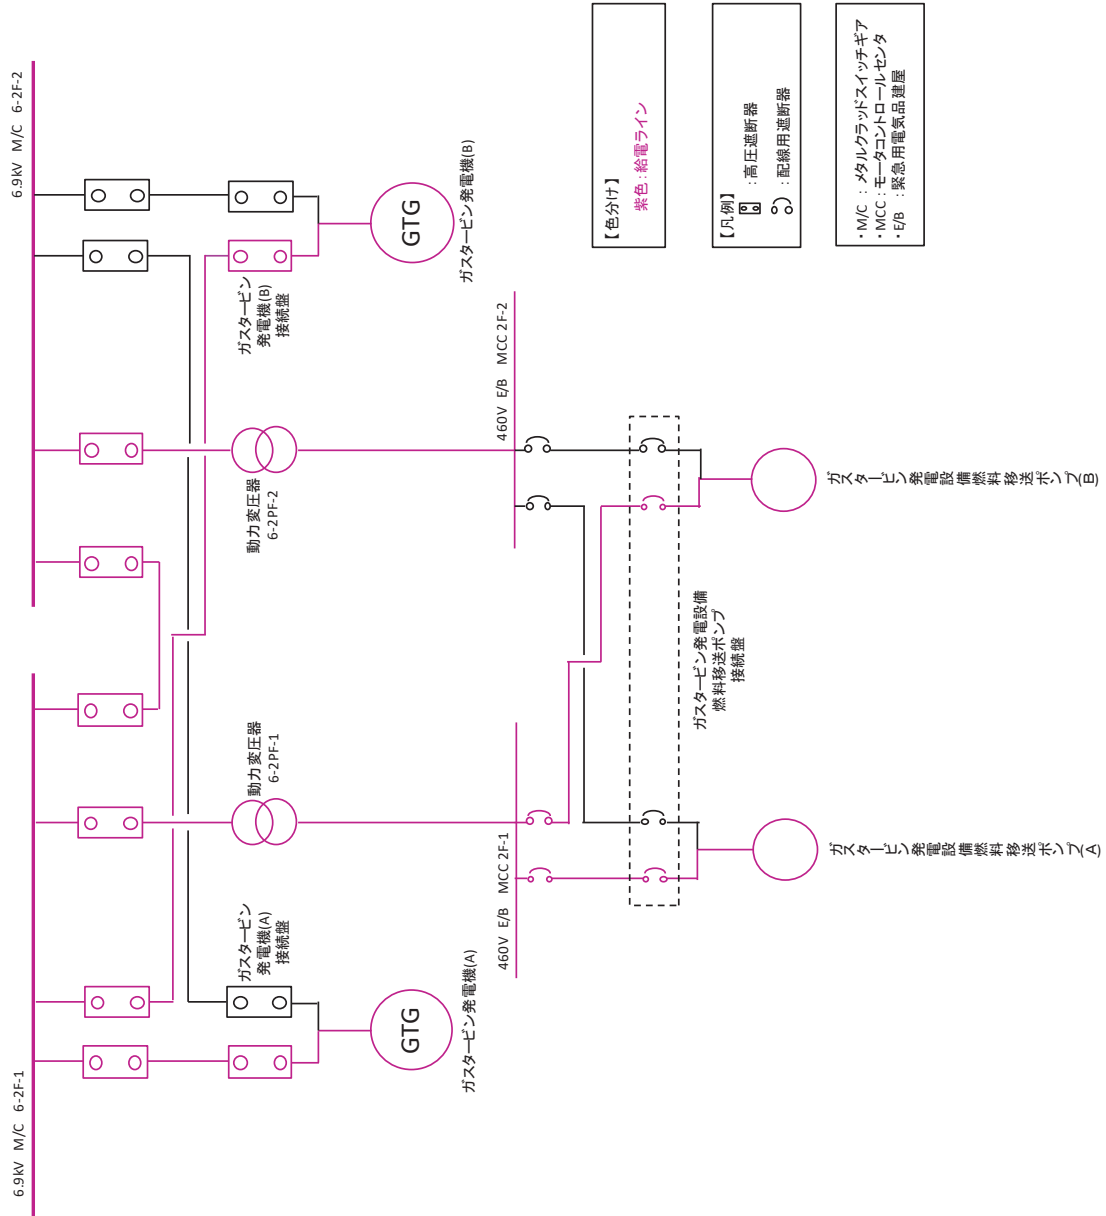 6.9kV M/C 6-2F-1
6.9kV M/C 6-2F-2
ガスタービン
発電機(A)
接続盤
GTG
ガスタービン発電機(A)
動力変圧器
6-2PF-1
動力変圧器
6-2PF-2
ガスタービン
発電機(B)
接続盤
GTG
ガスタービン発電機(B)
460V E/B MCC 2F-1
460V E/B MCC 2F-2
ガスタービン発電設備
燃料移送ポンプ
接続盤
ガスタービン発電設備燃料移送ポンプ(A)
ガスタービン発電設備燃料移送ポンプ(B)
【色分け】
紫色：給電ライン
【凡例】
：高圧遮断器
：配線用遮断器
・M/C ：メタルクラッドスイッチギア
・MCC：モータコントロールセンタ
・E/B ：緊急用電気品建屋